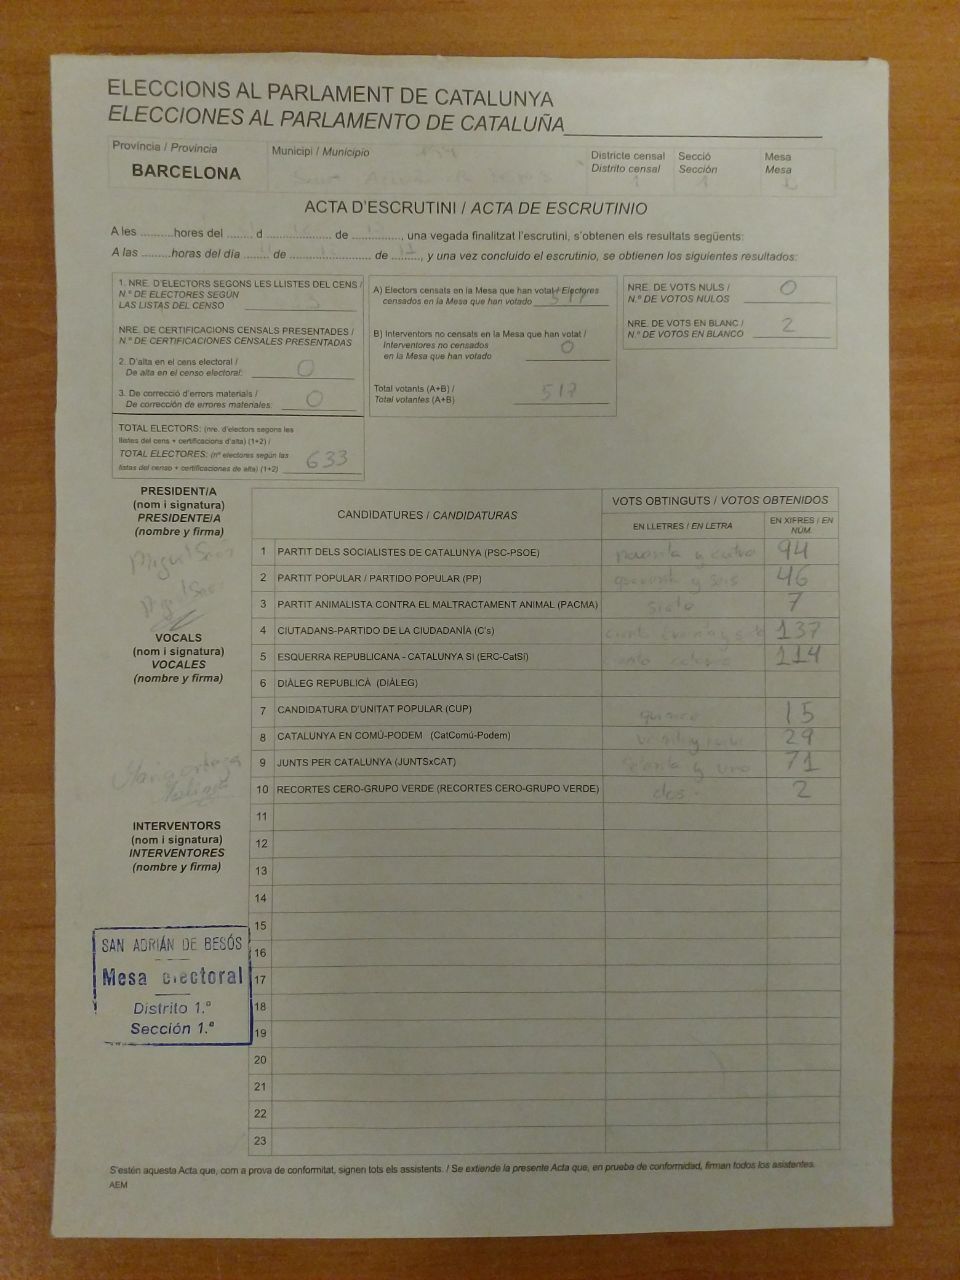 ELECCIONS AL PARLAMENT DE CATALUNYA
ELECCIONES AL PARLAMENTO DE CATALUÑA
Província / Provincia
BARCELONA
Municipi / Municipio
Districte censal
Distrito censal
1
Secció
Sección
1
Mesa
Mesa
ACTA D'ESCRUTINI / ACTA DE ESCRUTINIO
A les ..........hores del ........ d .................... de ..............., una vegada finalitzat l'escrutini, s'obtenen els resultats següents:
A las ..........horas del día ........ de ......................... de ........., y una vez concluido el escrutinio, se obtienen los siguientes resultados:
1. NRE. D'ELECTORS SEGONS LES LLISTES DEL CENS /
N.º DE ELECTORES SEGÚN
LAS LISTAS DEL CENSO
NRE. DE CERTIFICACIONS CENSALS PRESENTADES /
N.º DE CERTIFICACIONES CENSALES PRESENTADAS
2. D'alta en el cens electoral /
De alta en el censo electoral: 0
3. De correcció d'errors materials /
De corrección de errores materiales: 0
TOTAL ELECTORS: (nre. d'electors segons les
llistes del cens + certificacions d'alta) (1+2) /
TOTAL ELECTORES: (nº electores según las
listas del censo + certificaciones de alta) (1+2) 633
A) Electors censats en la Mesa que han votat / Electores
censados en la Mesa que han votado 517
B) Interventors no censats en la Mesa que han votat /
Interventores no censados
en la Mesa que han votado 0
Total votants (A+B) /
Total votantes (A+B) 517
NRE. DE VOTS NULS /
N.º DE VOTOS NULOS 0
NRE. DE VOTS EN BLANC /
N.º DE VOTOS EN BLANCO 2
PRESIDENT/A
(nom i signatura)
PRESIDENTE/A
(nombre y firma)
Miguel
VOCALS
(nom i signatura)
VOCALES
(nombre y firma)
INTERVENTORS
(nom i signatura)
INTERVENTORES
(nombre y firma)
SAN ADRIÁN DE BESÓS
Mesa electoral
Distrito 1.º
Sección 1.ª
CANDIDATURES / CANDIDATURAS
VOTS OBTINGUTS / VOTOS OBTENIDOS
EN LLETRES / EN LETRA
EN XIFRES / EN NÚM.
1 PARTIT DELS SOCIALISTES DE CATALUNYA (PSC-PSOE) noventa y cuatro 94
2 PARTIT POPULAR / PARTIDO POPULAR (PP) cuarenta y seis 46
3 PARTIT ANIMALISTA CONTRA EL MALTRACTAMENT ANIMAL (PACMA) siete 7
4 CIUTADANS-PARTIDO DE LA CIUDADANÍA (C's) 137
5 ESQUERRA REPUBLICANA - CATALUNYA SI (ERC-CatSí) 114
6 DIÀLEG REPUBLICÀ (DIÀLEG)
7 CANDIDATURA D'UNITAT POPULAR (CUP) quince 15
8 CATALUNYA EN COMÚ-PODEM (CatComú-Podem) 29
9 JUNTS PER CATALUNYA (JUNTSxCAT) setenta y uno 71
10 RECORTES CERO-GRUPO VERDE (RECORTES CERO-GRUPO VERDE) dos 2
11
12
13
14
15
16
17
18
19
20
21
22
23
S'estén aquesta Acta que, com a prova de conformitat, signen tots els assistents. / Se extiende la presente Acta que, en prueba de conformidad, firman todos los asistentes.
AEM